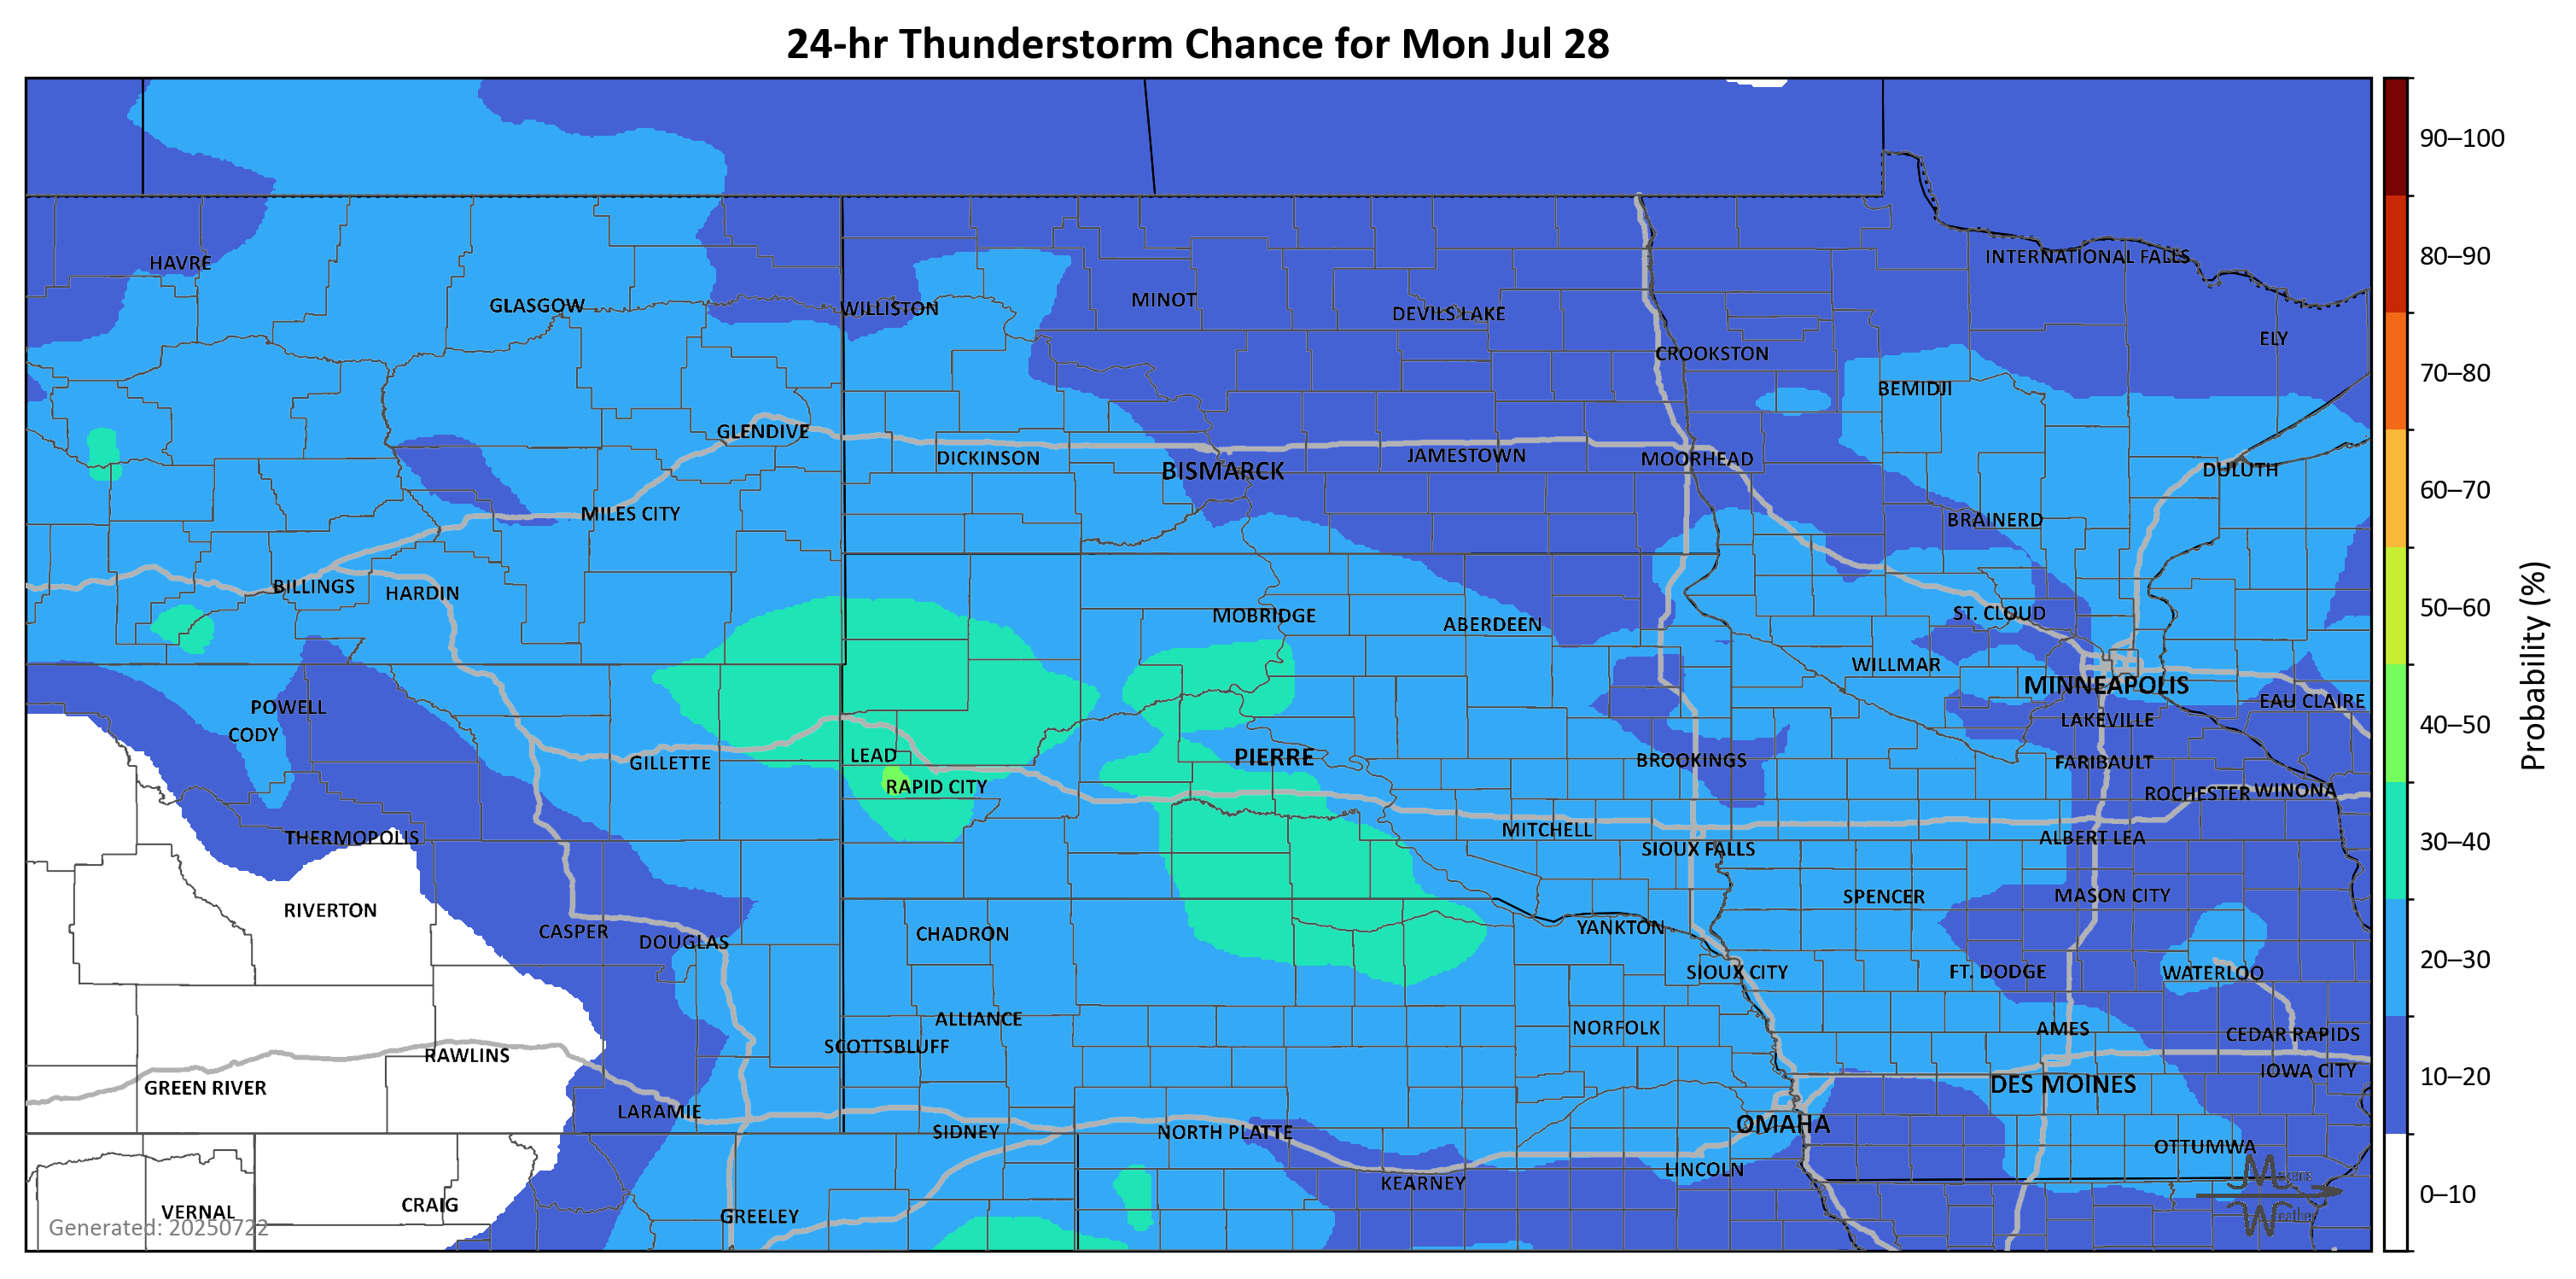 24-hr Thunderstorm Chance for Mon Jul 28
90–100
INTERNATIONAL FALLS
80–90
HAVRE
GLASGOW
WILLISTON
MINOT
DEVILS LAKE
ELY
CROOKSTON
70–80
BEMIDJI
GLENDIVE
DICKINSON
BISMARCK
JAMESTOWN
MOORHEAD
DULUTH
60–70
MILES CITY
BRAINERD
BILLINGS
HARDIN
50–60
MOBRIDGE
ABERDEEN
ST. CLOUD
WILLMAR
Probability (%)
MINNEAPOLIS
POWELL
EAU CLAIRE
LAKEVILLE
40–50
CODY
GILLETTE
LEAD
PIERRE
BROOKINGS
FARIBAULT
RAPID CITY
ROCHESTER
WINONA
THERMOPOLIS
MITCHELL
ALBERT LEA
30–40
SIOUX FALLS
RIVERTON
SPENCER
MASON CITY
CASPER
DOUGLAS
CHADRON
YANKTON
20–30
SIOUX CITY
FT. DODGE
WATERLOO
ALLIANCE
NORFOLK
AMES
CEDAR RAPIDS
SCOTTSBLUFF
RAWLINS
IOWA CITY
10–20
GREEN RIVER
DES MOINES
LARAMIE
OMAHA
SIDNEY
NORTH PLATTE
OTTUMWA
LINCOLN
KEARNEY
0–10
VERNAL
CRAIG
GREELEY
Generated: 20250722
Makens
Weather